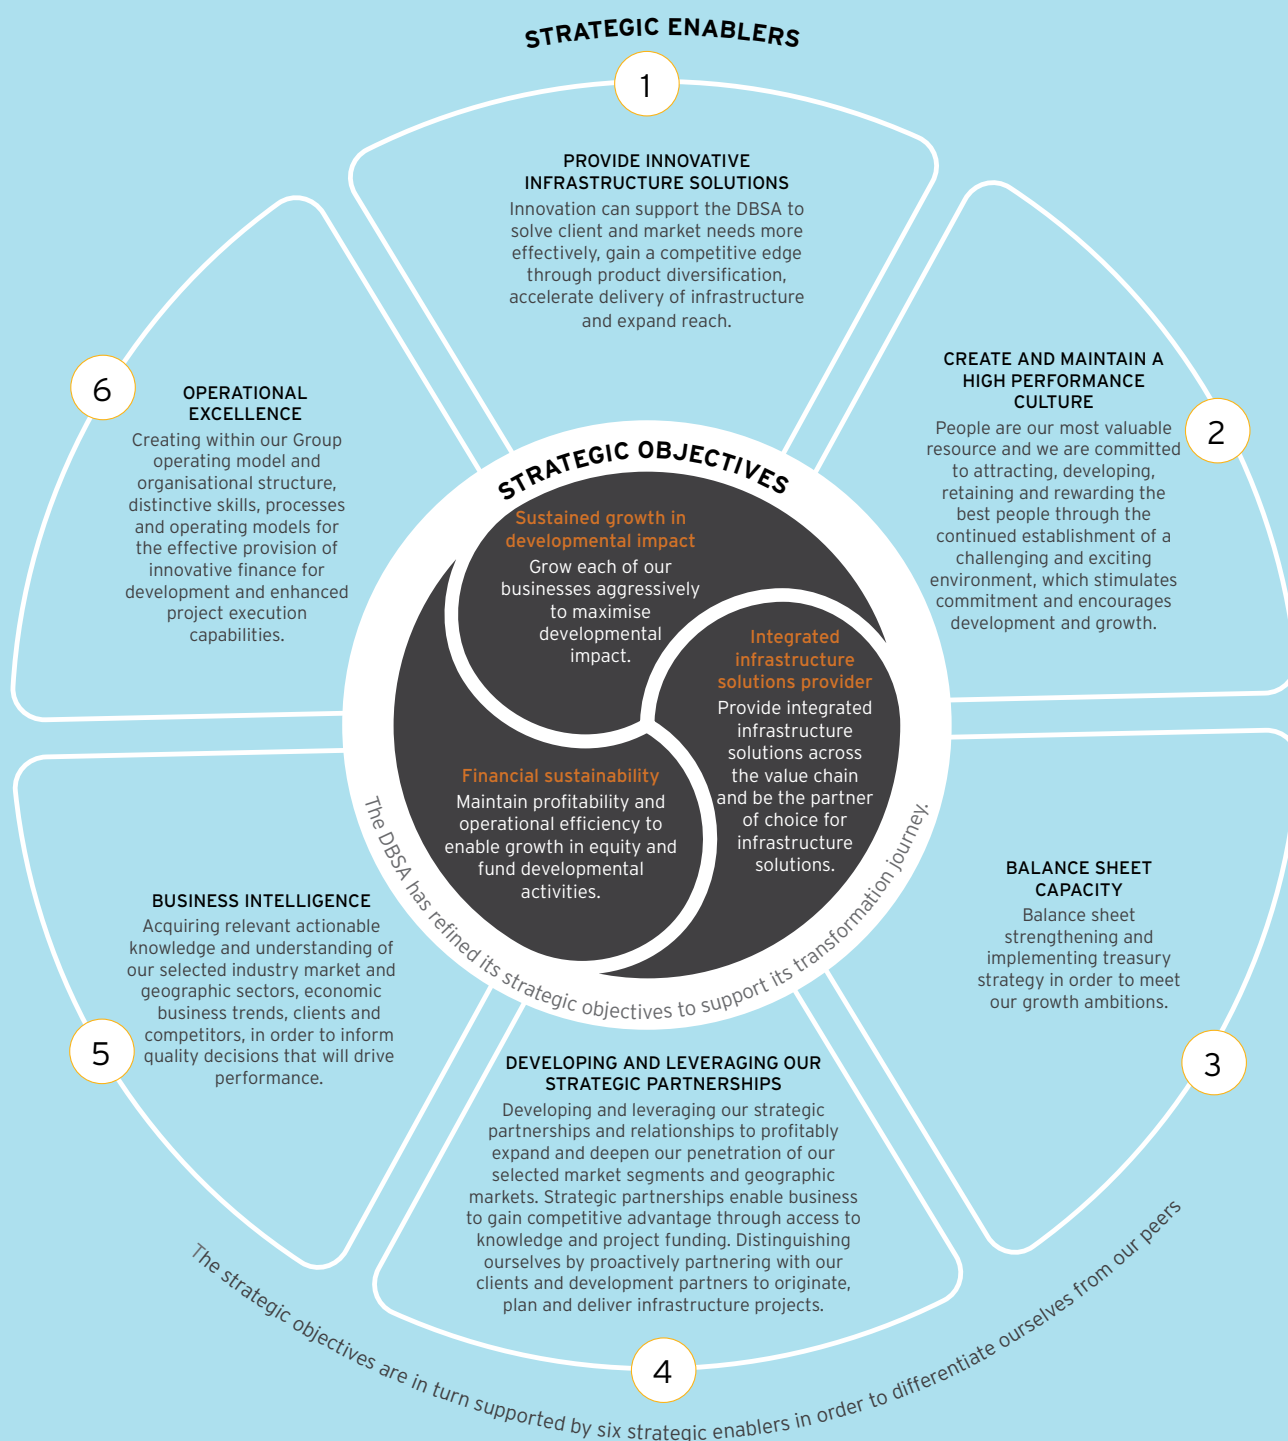 STRATEGIC ENABLERS
1
PROVIDE INNOVATIVE
INFRASTRUCTURE SOLUTIONS
Innovation can support the DBSA to
solve client and market needs more
effectively, gain a competitive edge
through product diversification,
accelerate delivery of infrastructure
and expand reach.
2
CREATE AND MAINTAIN A
HIGH PERFORMANCE
CULTURE
People are our most valuable
resource and we are committed
to attracting, developing,
retaining and rewarding the
best people through the
continued establishment of a
challenging and exciting
environment, which stimulates
commitment and encourages
development and growth.
3
BALANCE SHEET
CAPACITY
Balance sheet
strengthening and
implementing treasury
strategy in order to meet
our growth ambitions.
4
DEVELOPING AND LEVERAGING OUR
STRATEGIC PARTNERSHIPS
Developing and leveraging our strategic
partnerships and relationships to profitably
expand and deepen our penetration of our
selected market segments and geographic
markets. Strategic partnerships enable business
to gain competitive advantage through access to
knowledge and project funding. Distinguishing
ourselves by proactively partnering with our
clients and development partners to originate,
plan and deliver infrastructure projects.
5
BUSINESS INTELLIGENCE
Acquiring relevant actionable
knowledge and understanding of
our selected industry market and
geographic sectors, economic
business trends, clients and
competitors, in order to inform
quality decisions that will drive
performance.
6
OPERATIONAL
EXCELLENCE
Creating within our Group
operating model and
organisational structure,
distinctive skills, processes
and operating models for
the effective provision of
innovative finance for
development and enhanced
project execution
capabilities.
STRATEGIC OBJECTIVES
Sustained growth in
developmental impact
Grow each of our
businesses aggressively
to maximise
developmental
impact.
Integrated
infrastructure
solutions provider
Provide integrated
infrastructure
solutions across
the value chain
and be the partner
of choice for
infrastructure
solutions.
Financial sustainability
Maintain profitability and
operational efficiency to
enable growth in equity and
fund developmental
activities.
The DBSA has refined its strategic objectives to support its transformation journey.
The strategic objectives are in turn supported by six strategic enablers in order to differentiate ourselves from our peers